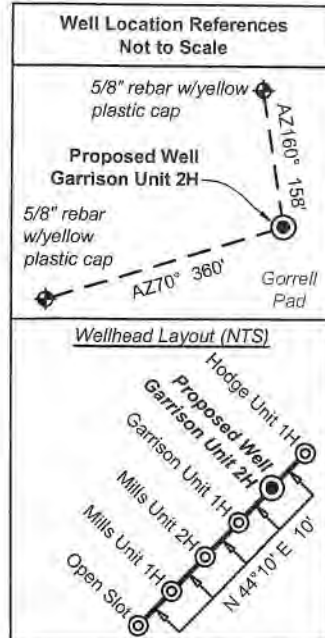 Well Location References
Not to Scale
5/8" rebar w/yellow
plastic cap
AZ160° 158'
Proposed Well
Garrison Unit 2H
5/8" rebar
w/yellow
plastic cap
AZ70° 360'
Gorrell
Pad
Wellhead Layout (NTS)
Hodge Unit 1H
Proposed Well
Garrison Unit 2H
Garrison Unit 1H
Mills Unit 2H
Mills Unit 1H
Open Slot
N 44°10' E 10'